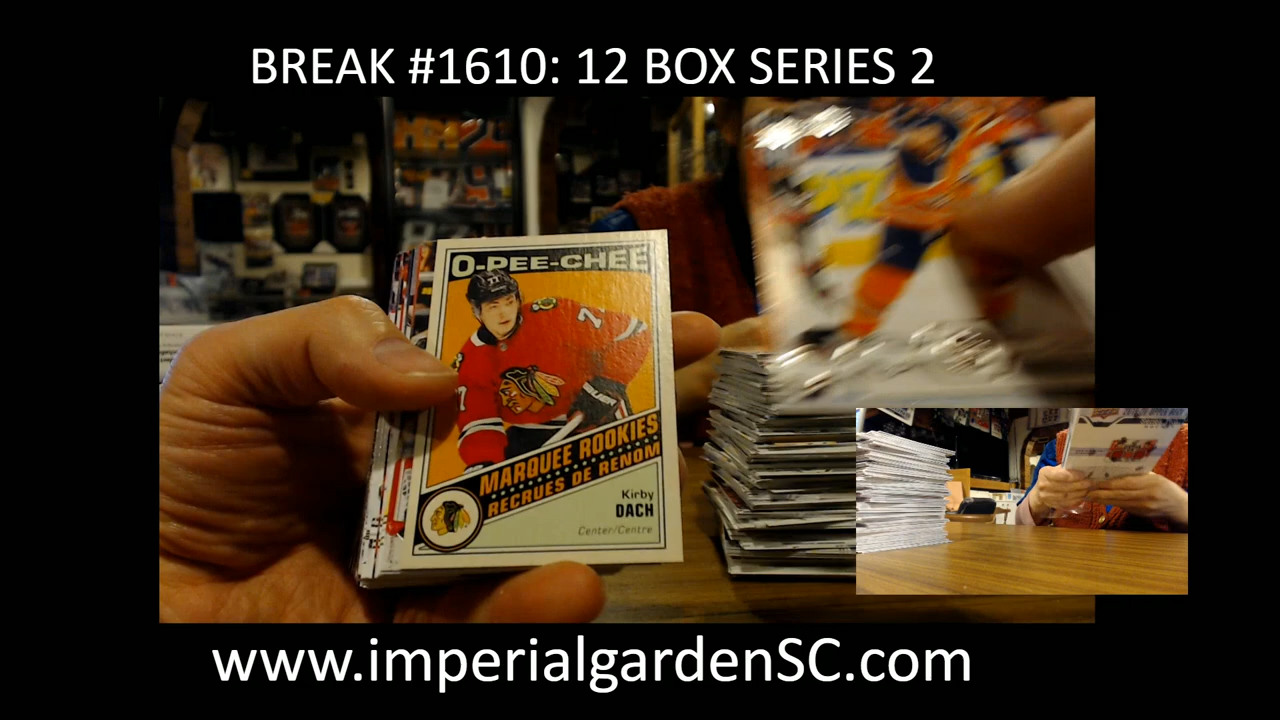 BREAK #1610: 12 BOX SERIES 2
O-PEE-CHEE
77
MARQUEE ROOKIES
RECRUES DE RENOM
Kirby
DACH
Center/Centre
www.imperialgardenSC.com